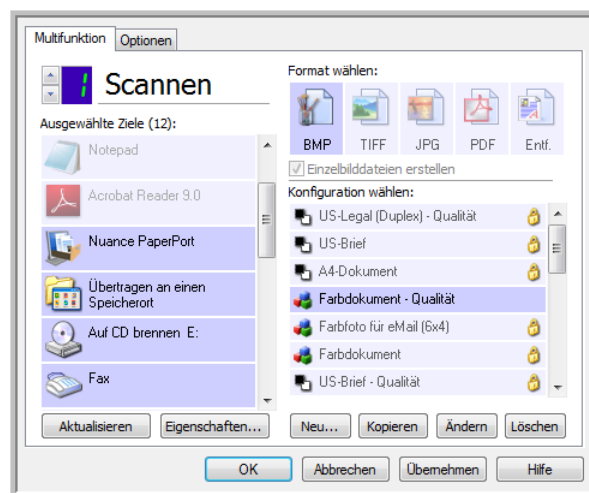 Multifunktion
Optionen
1 Scannen
Ausgewählte Ziele (12):
Notepad
Acrobat Reader 9.0
Nuance PaperPort
Übertragen an einen
Speicherort
Auf CD brennen E:
Fax
Aktualisieren
Eigenschaften...
Format wählen:
BMP
TIFF
JPG
PDF
Entf.
Einzelbilddateien erstellen
Konfiguration wählen:
US-Legal (Duplex) - Qualität
US-Brief
A4-Dokument
Farbdokument - Qualität
Farbfoto für eMail (6x4)
Farbdokument
US-Brief - Qualität
Neu...
Kopieren
Ändern
Löschen
OK
Abbrechen
Übernehmen
Hilfe